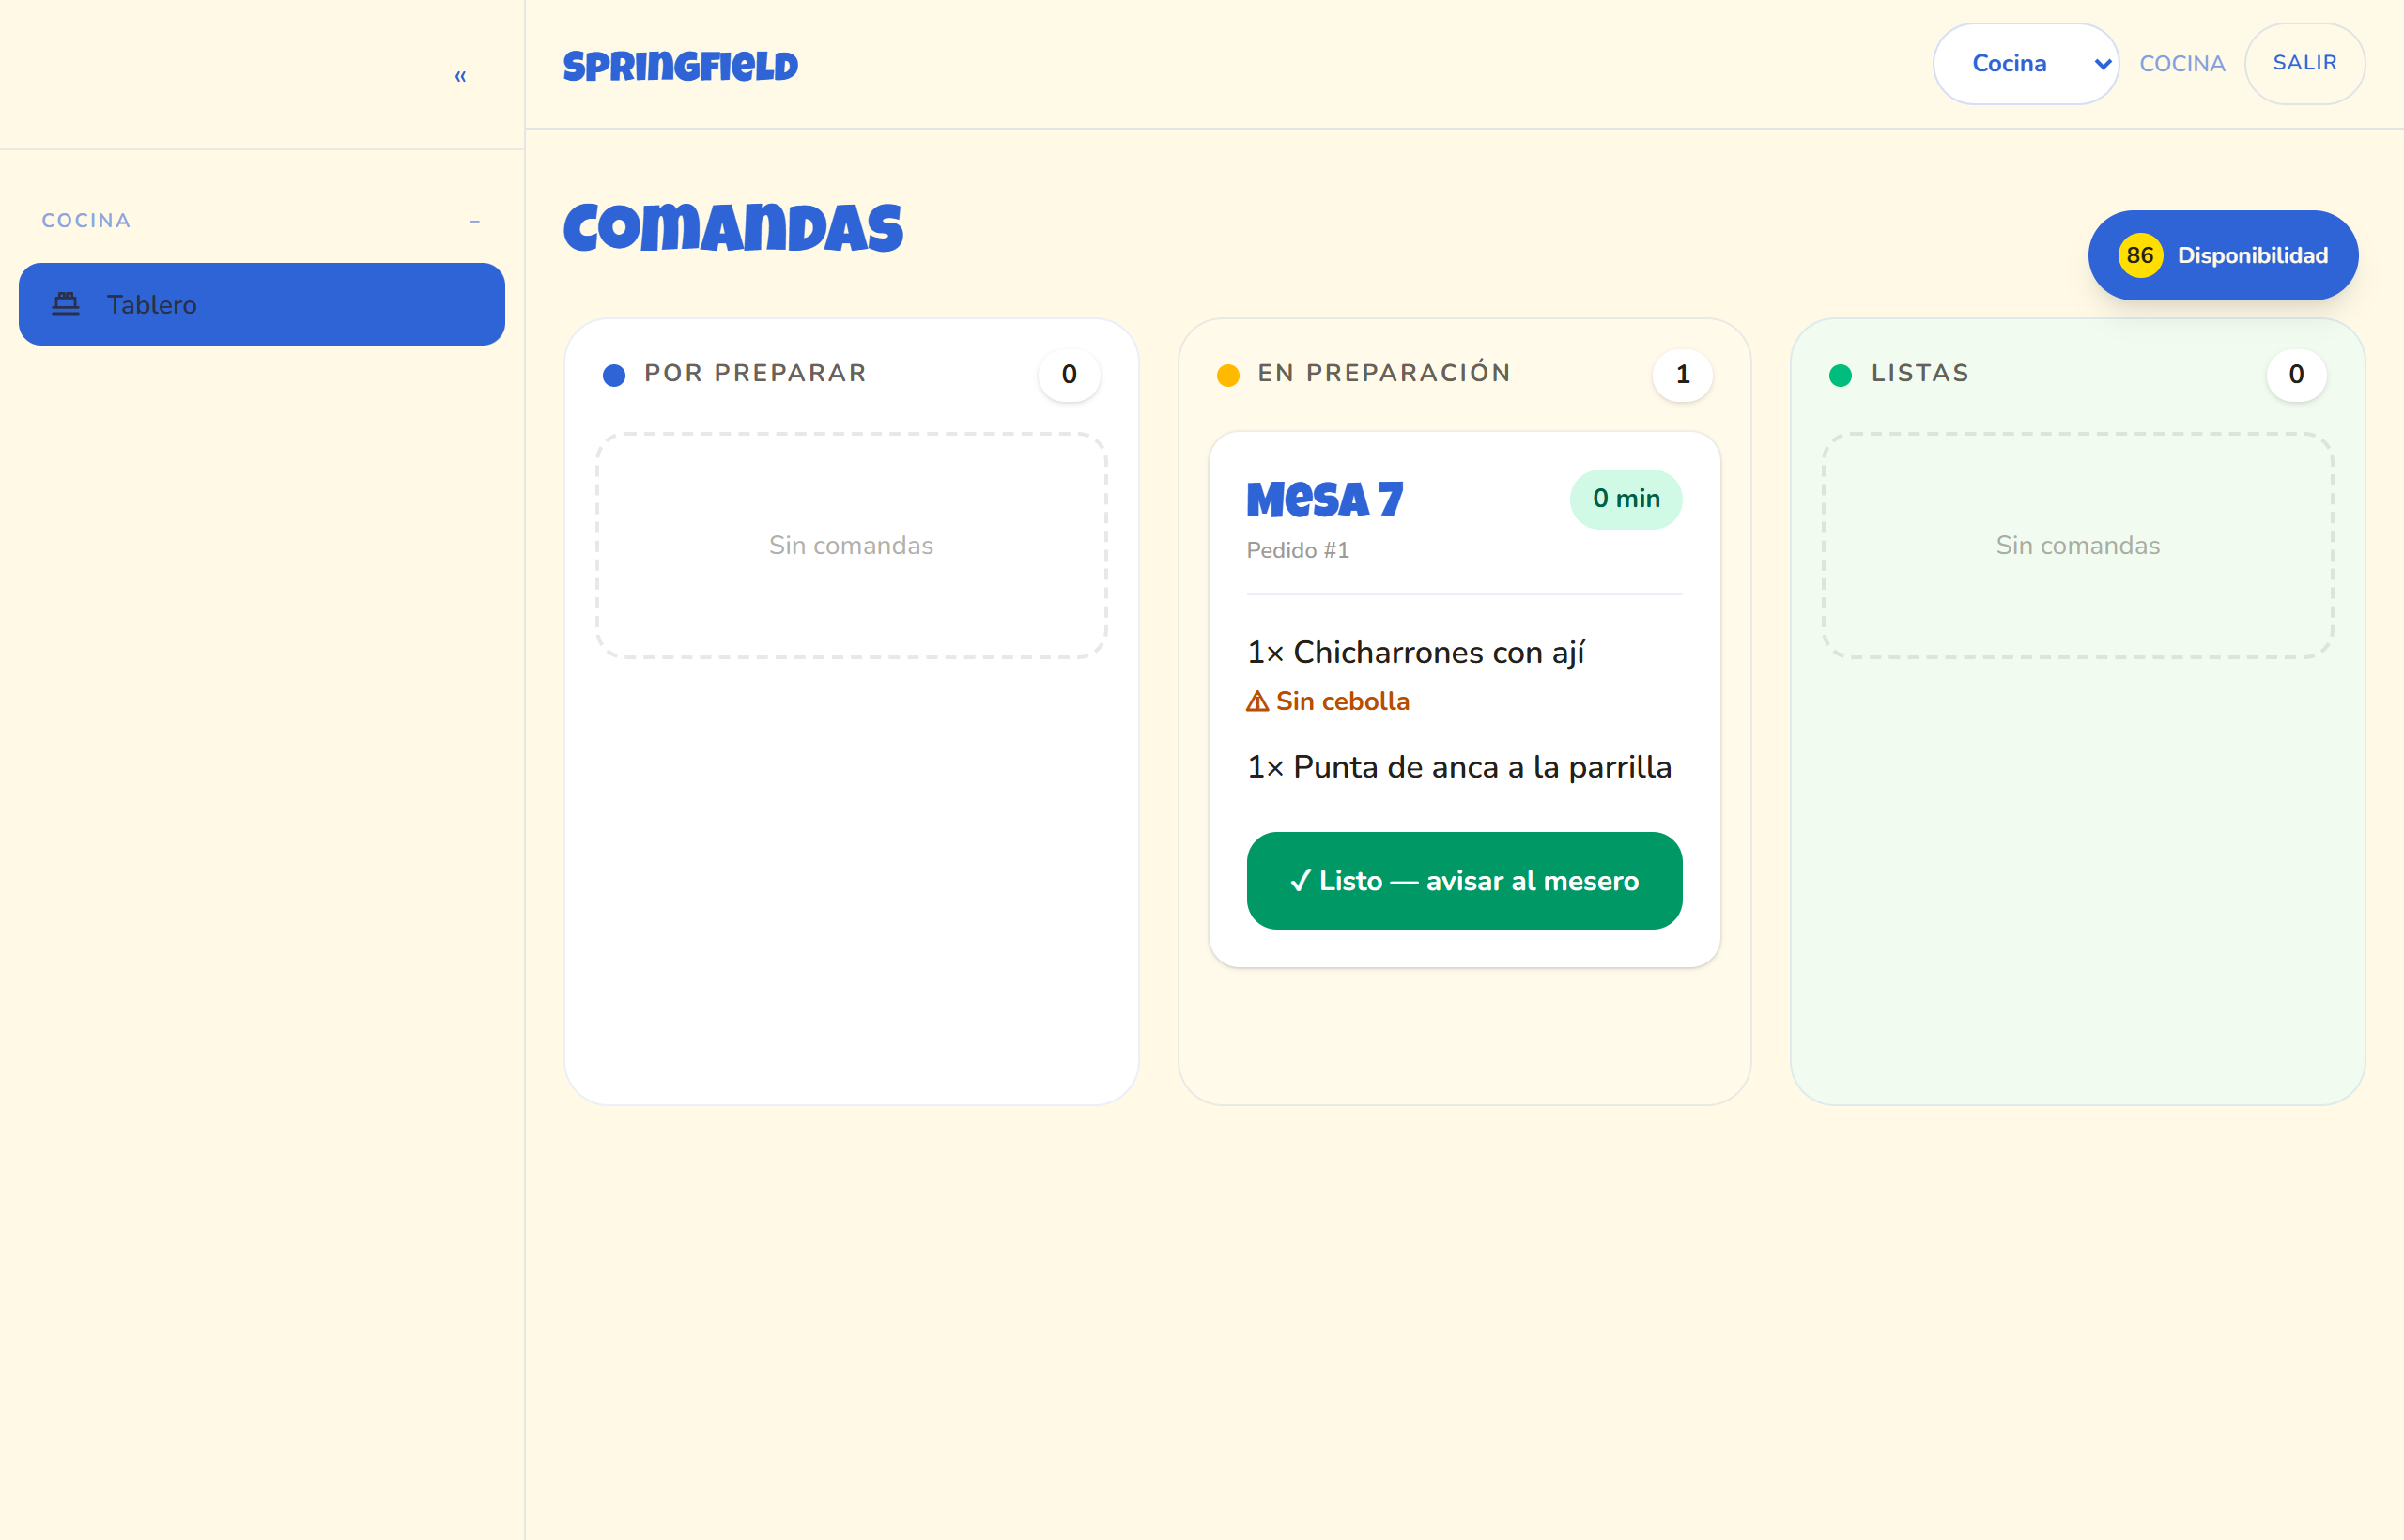 «
SPRINGFIELD
Cocina
COCINA
SALIR
COCINA
–
Tablero
COMANDAS
86 Disponibilidad
POR PREPARAR 0
Sin comandas
EN PREPARACIÓN 1
Mesa 7
0 min
Pedido #1
1× Chicharrones con ají
⚠ Sin cebolla
1× Punta de anca a la parrilla
✓ Listo — avisar al mesero
LISTAS 0
Sin comandas